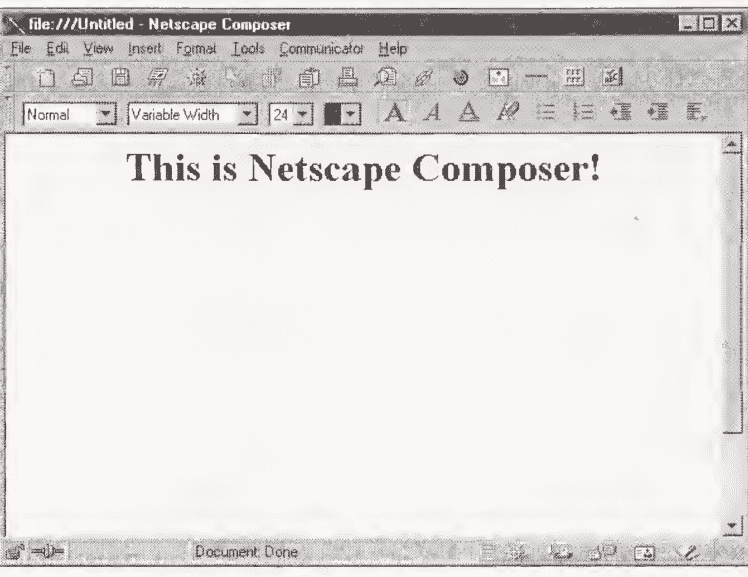 file:///Untitled - Netscape Composer
File Edit View Insert Format Tools Communicator Help
Normal Variable Width 24 A A A
This is Netscape Composer!
Document: Done